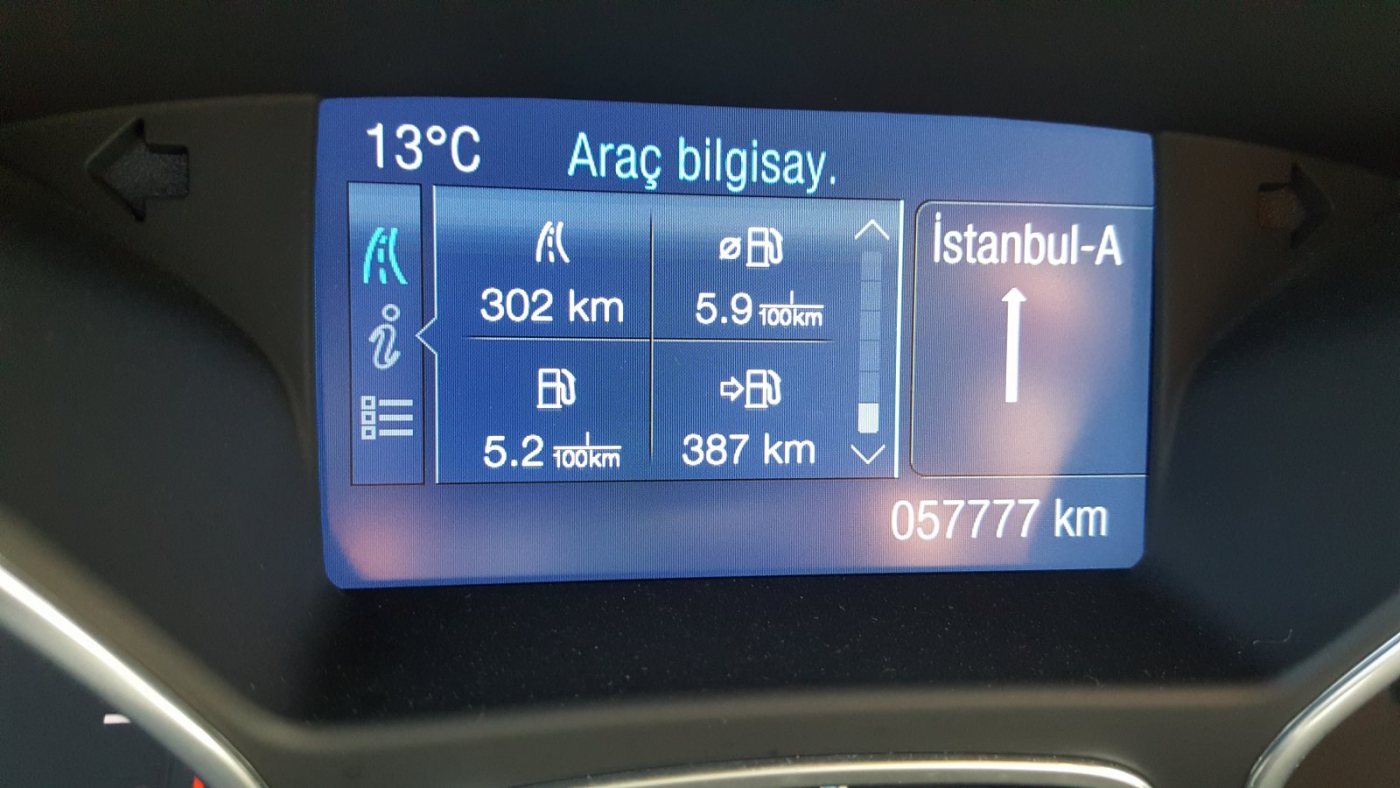 13°C
Araç bilgisay.
302 km
5.9 l/100km
5.2 l/100km
387 km
İstanbul-A
057777 km